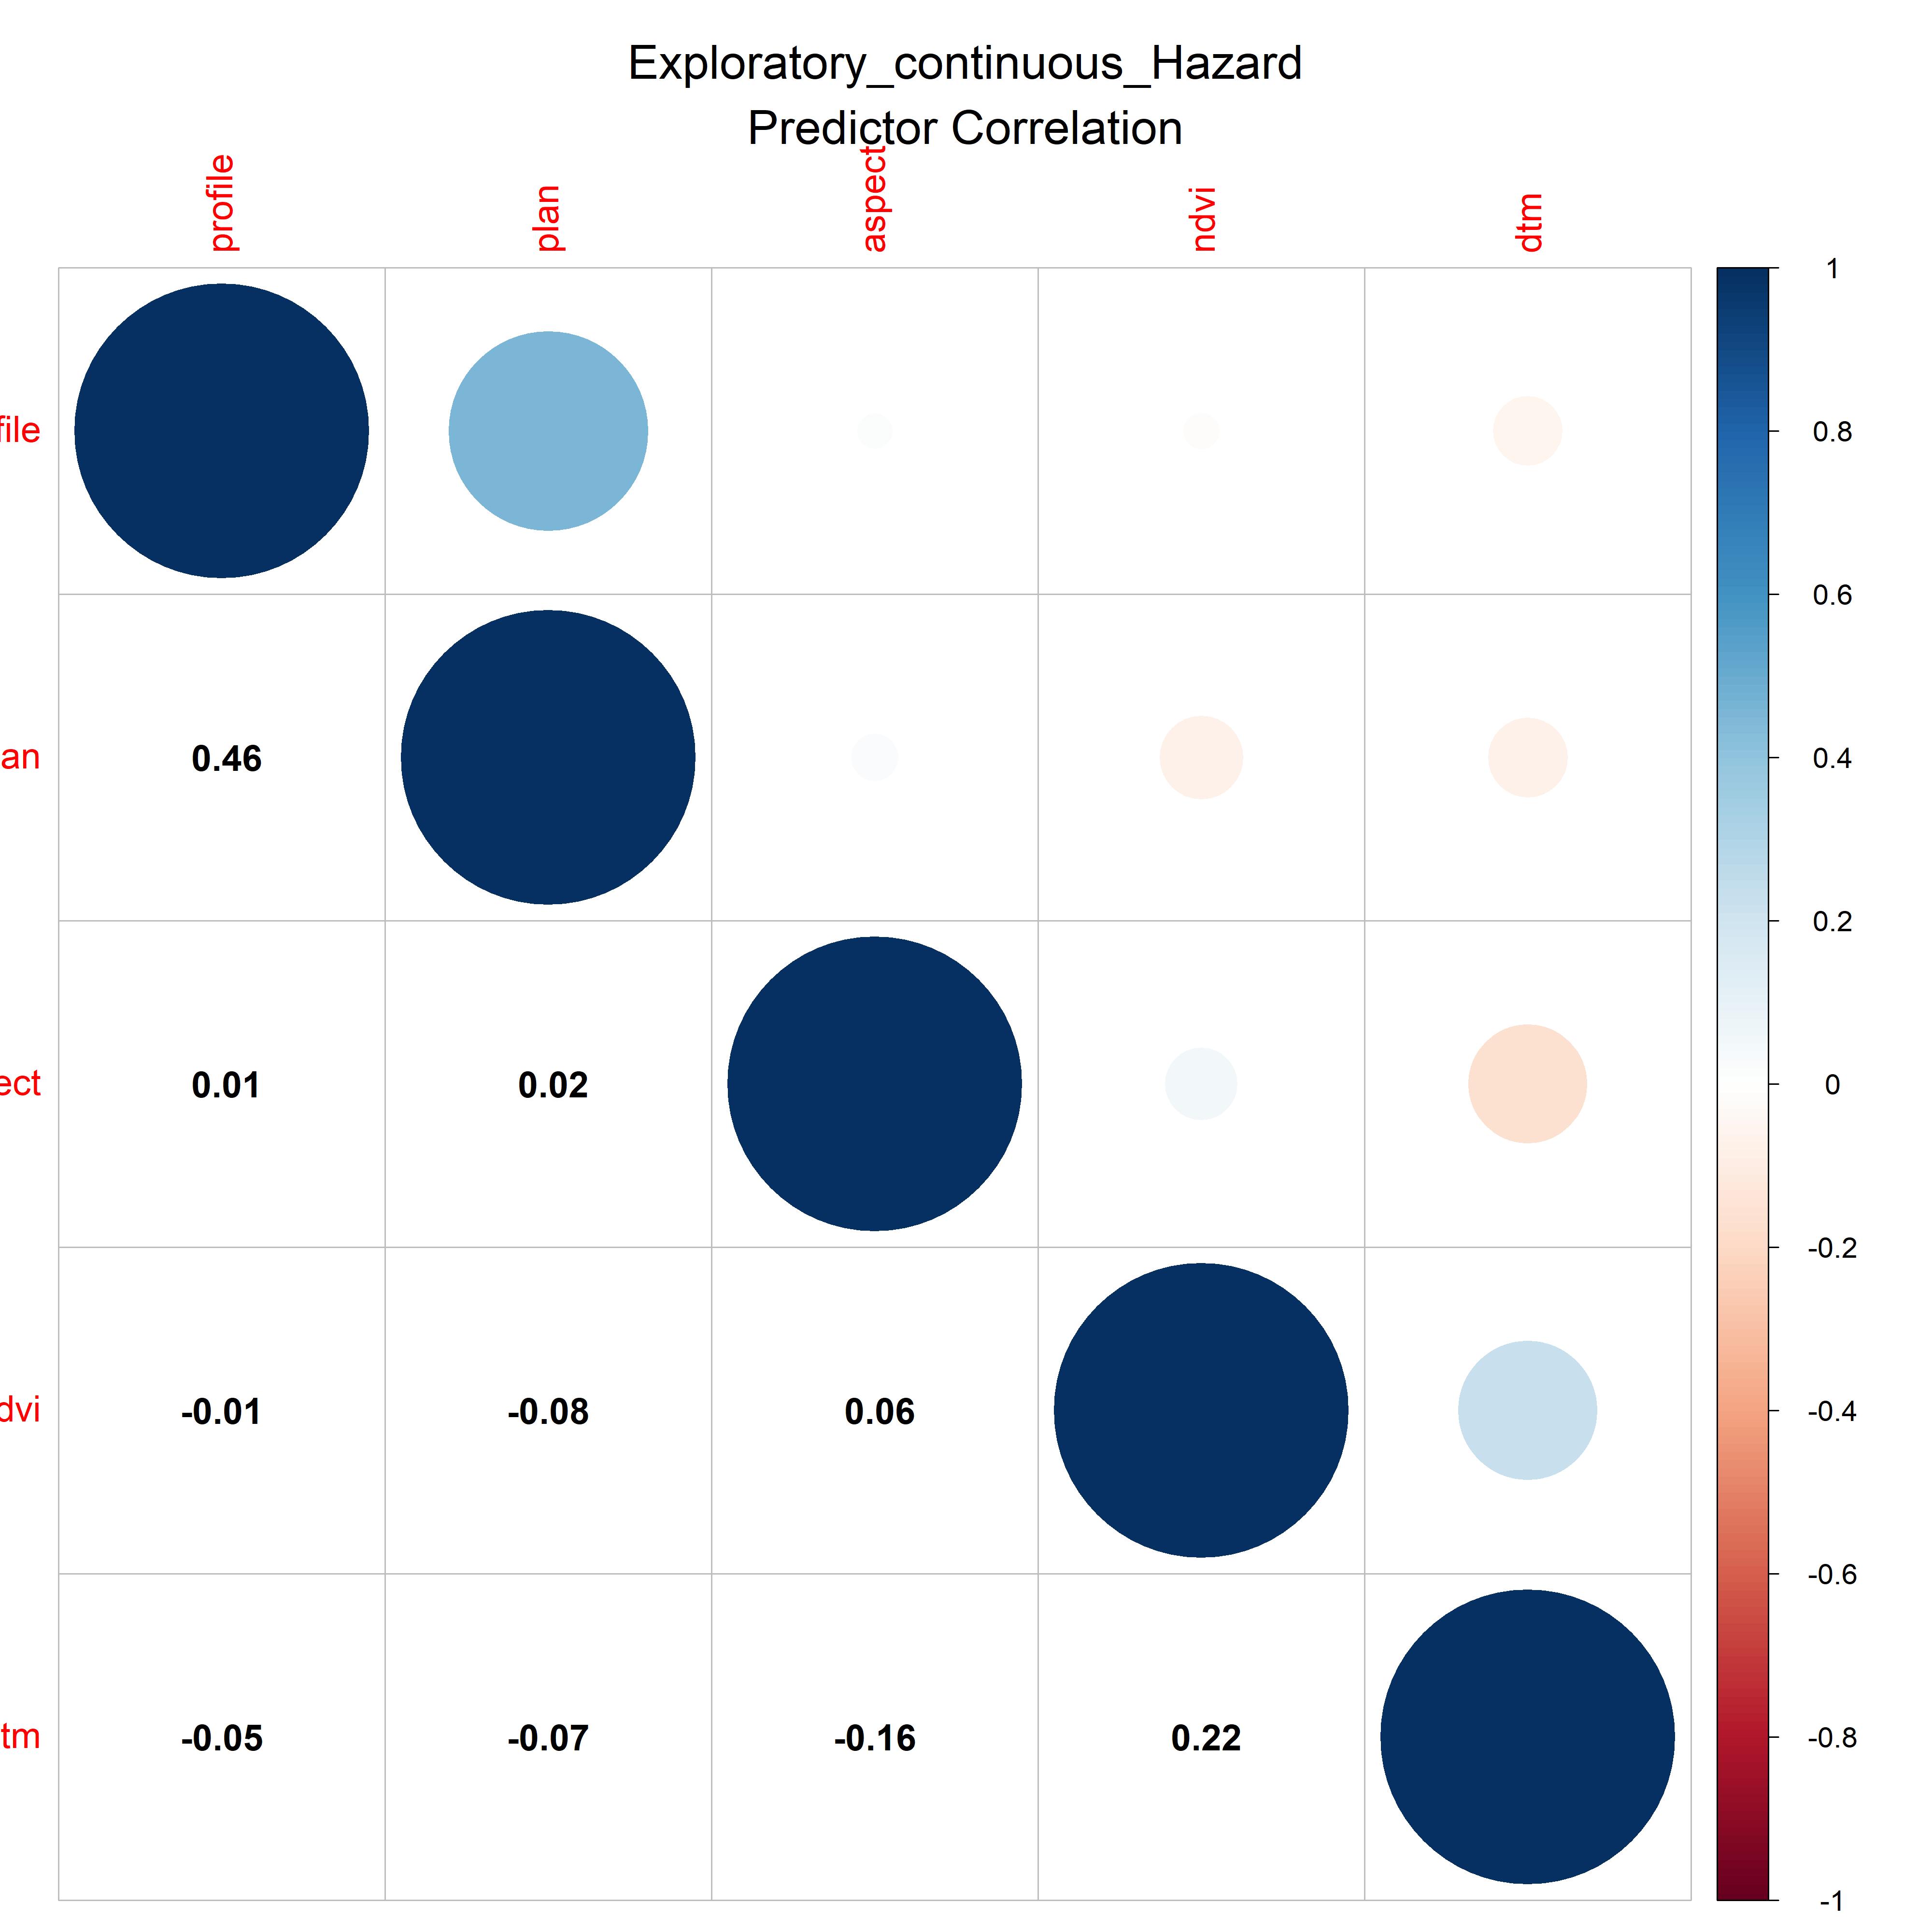 Exploratory_continuous_Hazard
Predictor Correlation
profile plan aspect ndvi dtm
file
an 0.46
ect 0.01 0.02
dvi -0.01 -0.08 0.06
tm -0.05 -0.07 -0.16 0.22
1
0.8
0.6
0.4
0.2
0
-0.2
-0.4
-0.6
-0.8
-1